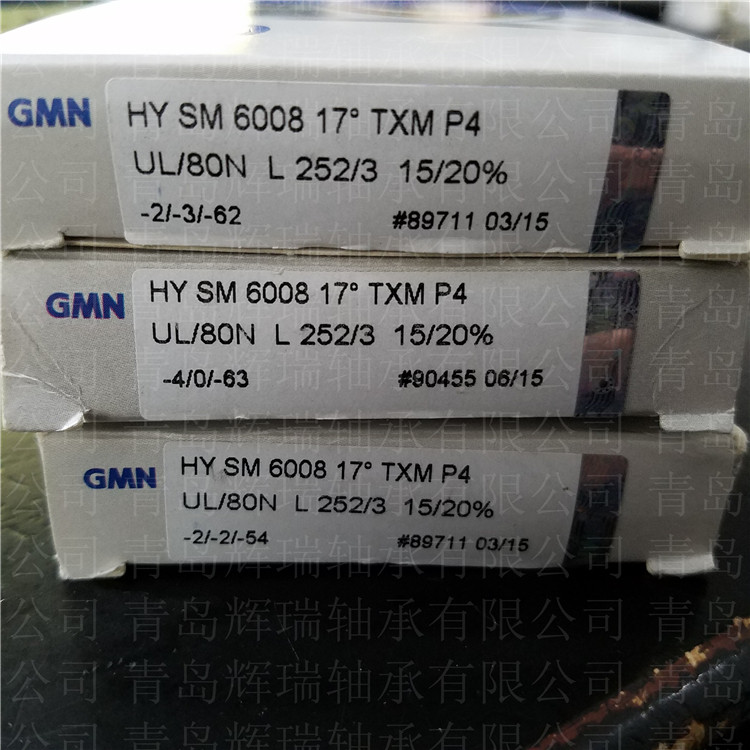 GMN
HY SM 6008 17° TXM P4
UL/80N L 252/3 15/20%
-2/-3/-62 #89711 03/15
GMN
HY SM 6008 17° TXM P4
UL/80N L 252/3 15/20%
-4/0/-63 #90455 06/15
GMN
HY SM 6008 17° TXM P4
UL/80N L 252/3 15/20%
-2/-2/-54 #89711 03/15
青岛辉瑞轴承有限公司